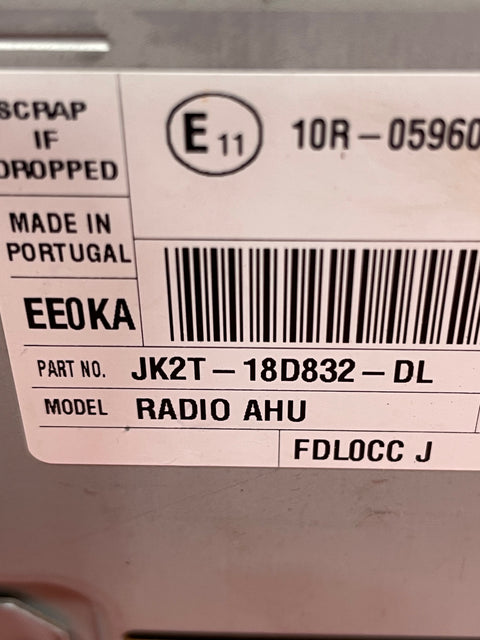 SCRAP
IF
DROPPED
E 11
10R-05960
MADE IN
PORTUGAL
EE0KA
PART NO. JK2T-18D832-DL
MODEL RADIO AHU
FDL0CC J